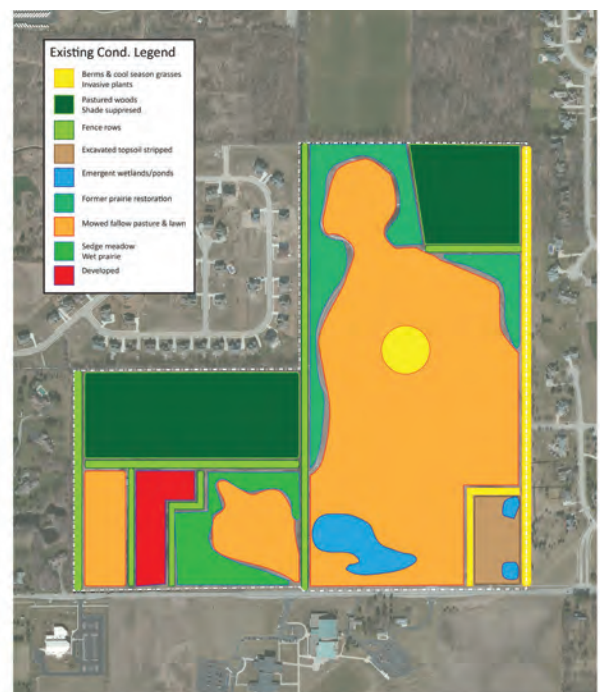 Existing Cond. Legend
Berms & cool season grasses
Invasive plants
Pastured woods
Shade suppresed
Fence rows
Excavated topsoil stripped
Emergent wetlands/ponds
Former prairie restoration
Mowed fallow pasture & lawn
Sedge meadow
Wet prairie
Developed